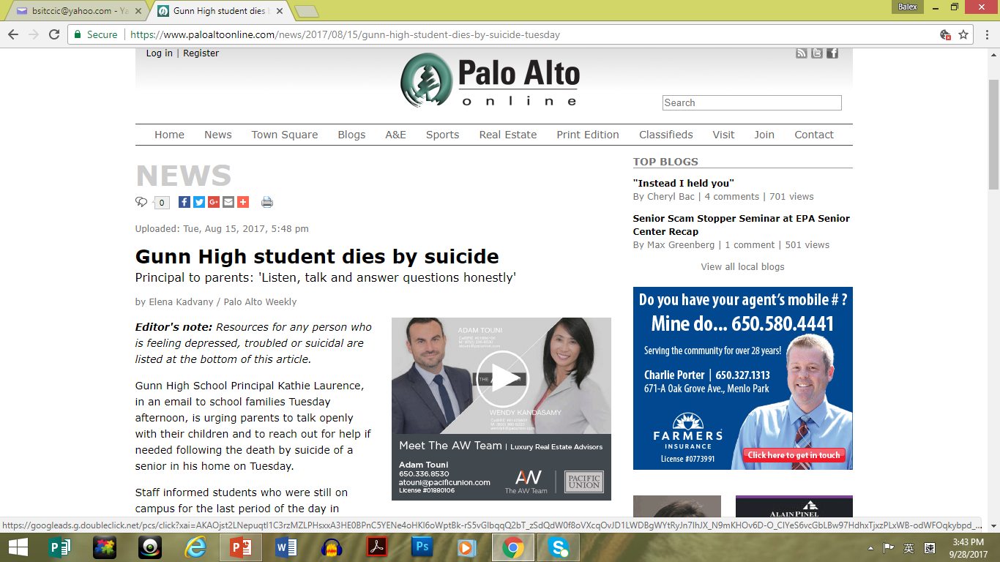 bsitccic@yahoo.com - Ya
Gunn High student dies b
Balex
Secure
https://www.paloaltoonline.com/news/2017/08/15/gunn-high-student-dies-by-suicide-tuesday
Log in | Register
Palo Alto
online
Search
Home News Town Square Blogs A&E Sports Real Estate Print Edition Classifieds Visit Join Contact
NEWS
0
Uploaded: Tue, Aug 15, 2017, 5:48 pm
Gunn High student dies by suicide
Principal to parents: 'Listen, talk and answer questions honestly'
by Elena Kadvany / Palo Alto Weekly
Editor's note: Resources for any person who
is feeling depressed, troubled or suicidal are
listed at the bottom of this article.
Gunn High School Principal Kathie Laurence,
in an email to school families Tuesday
afternoon, is urging parents to talk openly
with their children and to reach out for help if
needed following the death by suicide of a
senior in his home on Tuesday.
Staff informed students who were still on
campus for the last period of the day in
ADAM TOUNI
WENDY KANDASAMY
Meet The AW Team | Luxury Real Estate Advisors
Adam Touni
650.336.8530
atouni@pacificunion.com
License #01880106
AW
The AW Team
PACIFIC
UNION
TOP BLOGS
"Instead I held you"
By Cheryl Bac | 4 comments | 701 views
Senior Scam Stopper Seminar at EPA Senior
Center Recap
By Max Greenberg | 1 comment | 501 views
View all local blogs
Do you have your agent's mobile # ?
Mine do... 650.580.4441
Serving the community for over 28 years!
Charlie Porter | 650.327.1313
671-A Oak Grove Ave., Menlo Park
FARMERS
INSURANCE
License #0773991
Click here to get in touch
ALAIN PINEL
英
速
3:43 PM
9/28/2017